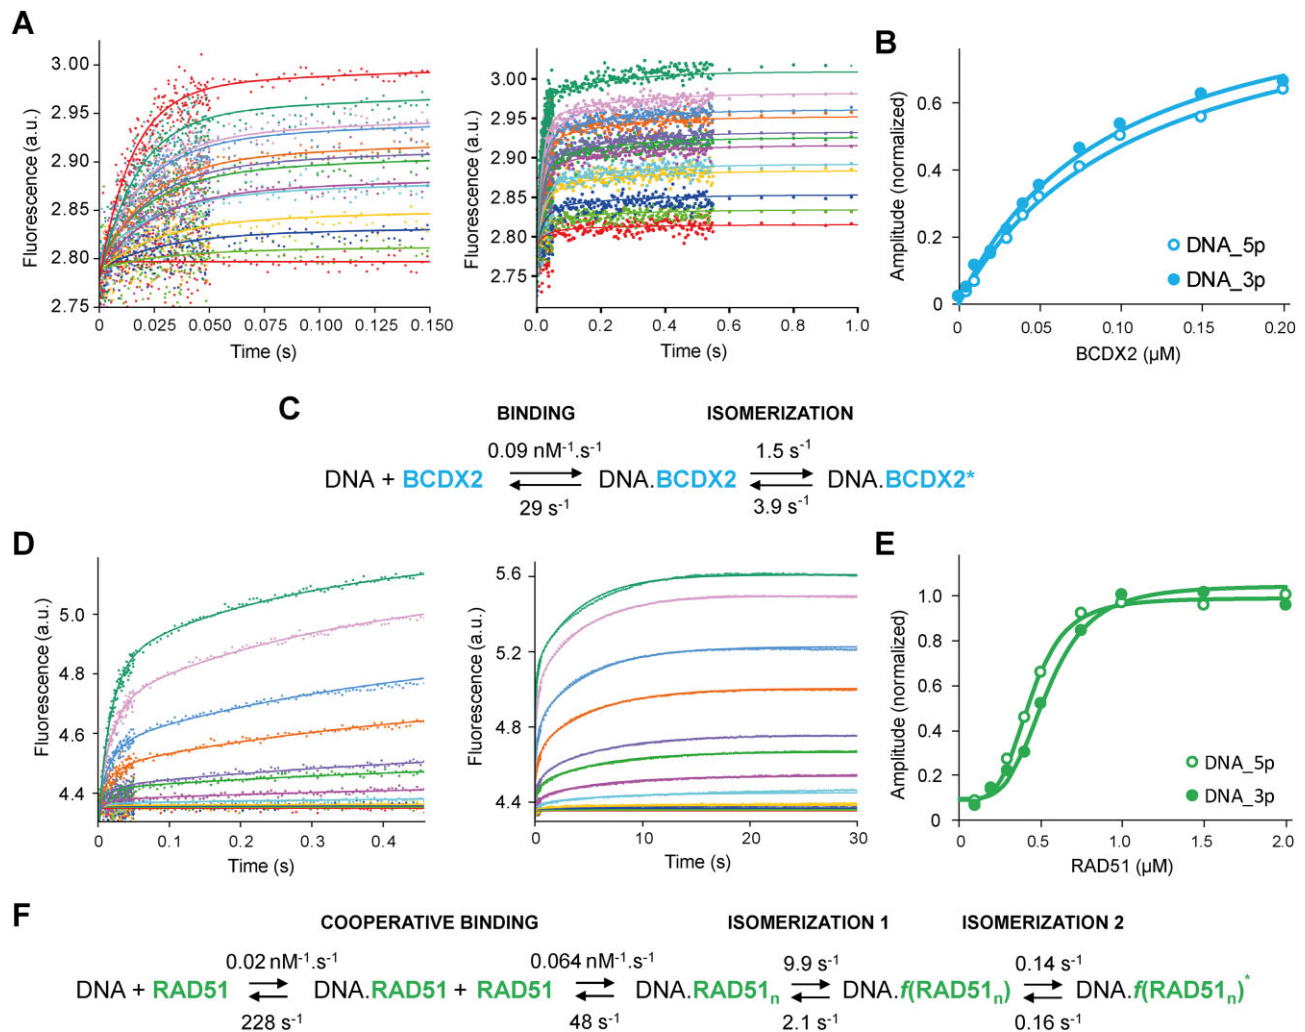 A
Fluorescence (a.u.)
3.00
2.95
2.90
2.85
2.80
2.75
0 0.025 0.050 0.075 0.100 0.125 0.150
Time (s)
Fluorescence (a.u.)
3.00
2.95
2.90
2.85
2.80
2.75
0.0 0.2 0.4 0.6 0.8 1.0
Time (s)
B
Amplitude (normalized)
0.6
0.4
0.2
0
DNA_5p
DNA_3p
0 0.05 0.10 0.15 0.20
BCDX2 (µM)
C
BINDING ISOMERIZATION
0.09 nM⁻¹.s⁻¹ 1.5 s⁻¹
DNA + BCDX2 DNA.BCDX2 DNA.BCDX2*
29 s⁻¹ 3.9 s⁻¹
D
Fluorescence (a.u.)
5.0
4.8
4.6
4.4
0 0.1 0.2 0.3 0.4
Time (s)
Fluorescence (a.u.)
5.6
5.2
4.8
4.4
0 10 20 30
Time (s)
E
Amplitude (normalized)
1.0
0.8
0.6
0.4
0.2
0
DNA_5p
DNA_3p
0 0.5 1.0 1.5 2.0
RAD51 (µM)
F
COOPERATIVE BINDING ISOMERIZATION 1 ISOMERIZATION 2
0.02 nM⁻¹.s⁻¹ 0.064 nM⁻¹.s⁻¹ 9.9 s⁻¹ 0.14 s⁻¹
DNA + RAD51 DNA.RAD51 + RAD51 DNA.RAD51ₙ DNA.f(RAD51ₙ) DNA.f(RAD51ₙ)*
228 s⁻¹ 48 s⁻¹ 2.1 s⁻¹ 0.16 s⁻¹